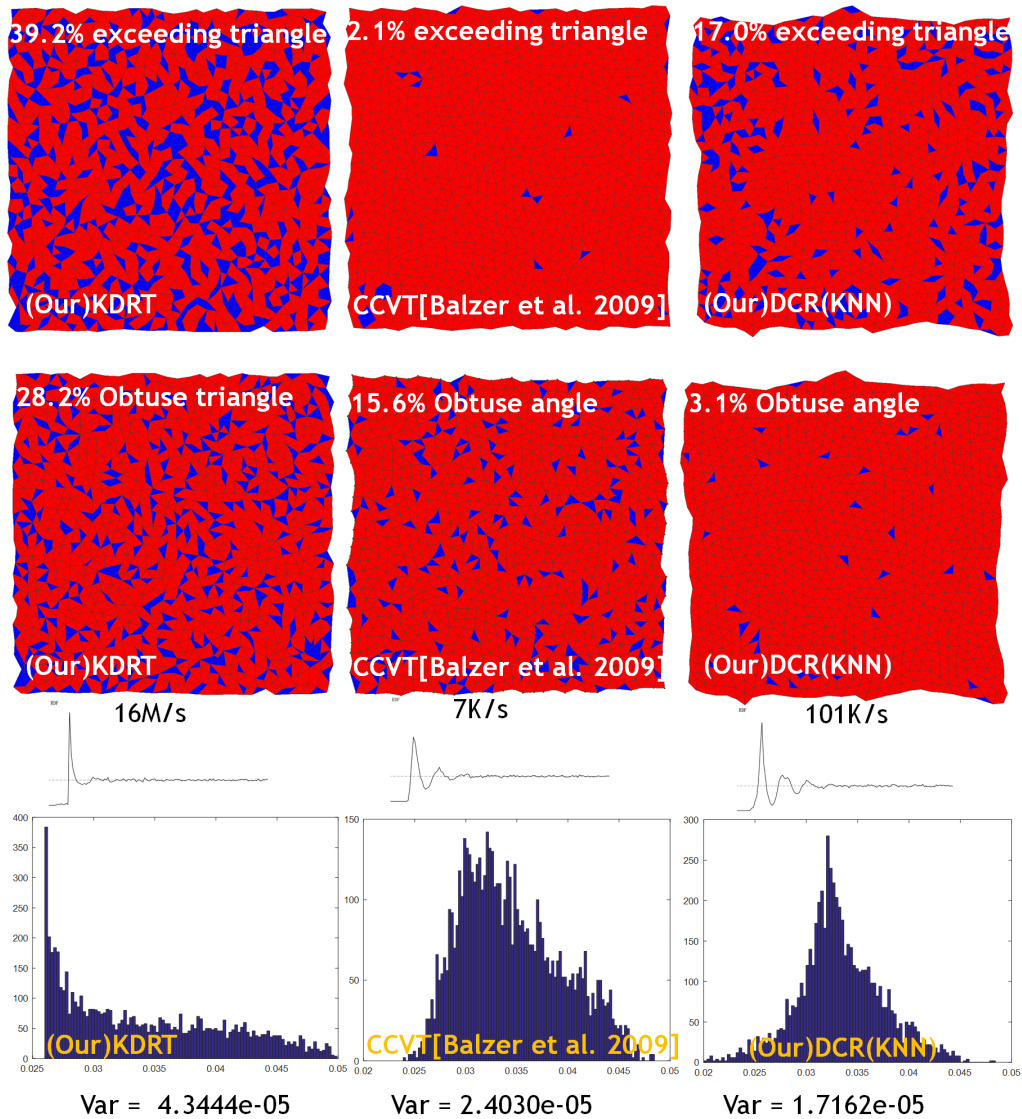 39.2% exceeding triangle
2.1% exceeding triangle
17.0% exceeding triangle
(Our)KDRT
CCVT[Balzer et al. 2009]
(Our)DCR(KNN)
28.2% Obtuse triangle
15.6% Obtuse angle
3.1% Obtuse angle
(Our)KDRT
CCVT[Balzer et al. 2009]
(Our)DCR(KNN)
16M/s
7K/s
101K/s
400
350
300
250
200
150
100
50
0
0.025
0.03
0.035
0.04
0.045
0.05
(Our)KDRT
150
100
50
0
0.02
0.025
0.03
0.035
0.04
0.045
0.05
CCVT[Balzer et al. 2009]
300
250
200
150
100
50
0
0.02
0.025
0.03
0.035
0.04
0.045
0.05
(Our)DCR(KNN)
Var = 4.3444e-05
Var = 2.4030e-05
Var = 1.7162e-05